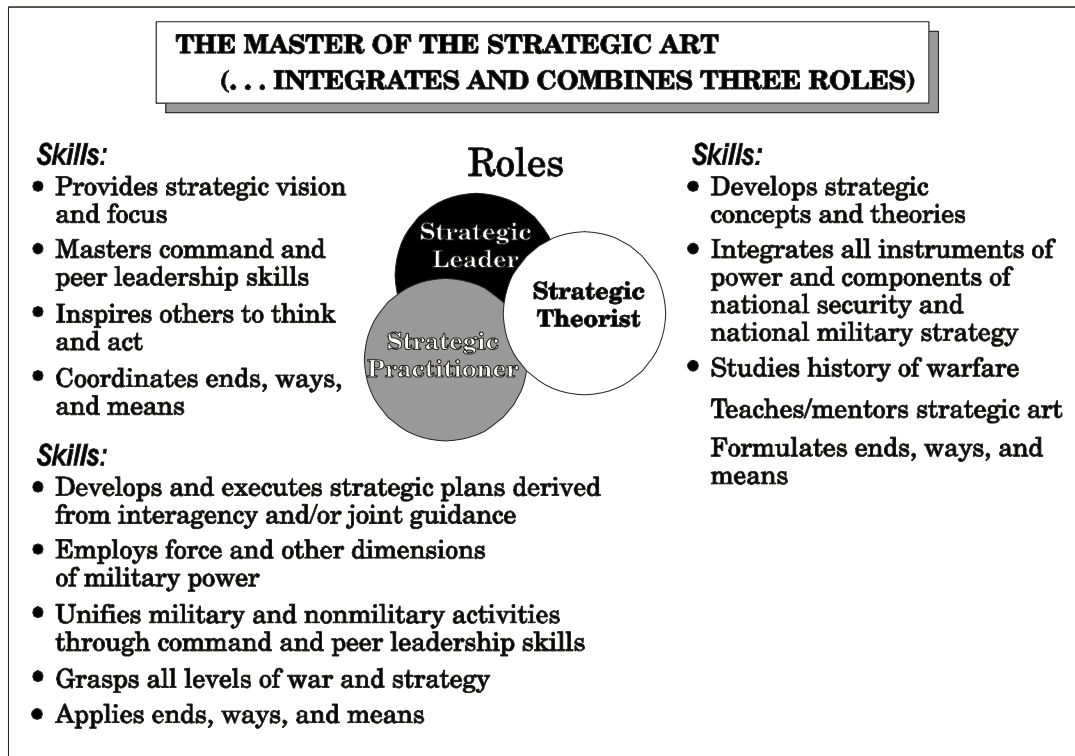 THE MASTER OF THE STRATEGIC ART
(. . . INTEGRATES AND COMBINES THREE ROLES)
Skills:
• Provides strategic vision
and focus
• Masters command and
peer leadership skills
• Inspires others to think
and act
• Coordinates ends, ways,
and means
Roles
Strategic
Leader
Strategic
Theorist
Strategic
Practitioner
Skills:
• Develops strategic
concepts and theories
• Integrates all instruments of
power and components of
national security and
national military strategy
• Studies history of warfare
Teaches/mentors strategic art
Formulates ends, ways, and
means
Skills:
• Develops and executes strategic plans derived
from interagency and/or joint guidance
• Employs force and other dimensions
of military power
• Unifies military and nonmilitary activities
through command and peer leadership skills
• Grasps all levels of war and strategy
• Applies ends, ways, and means